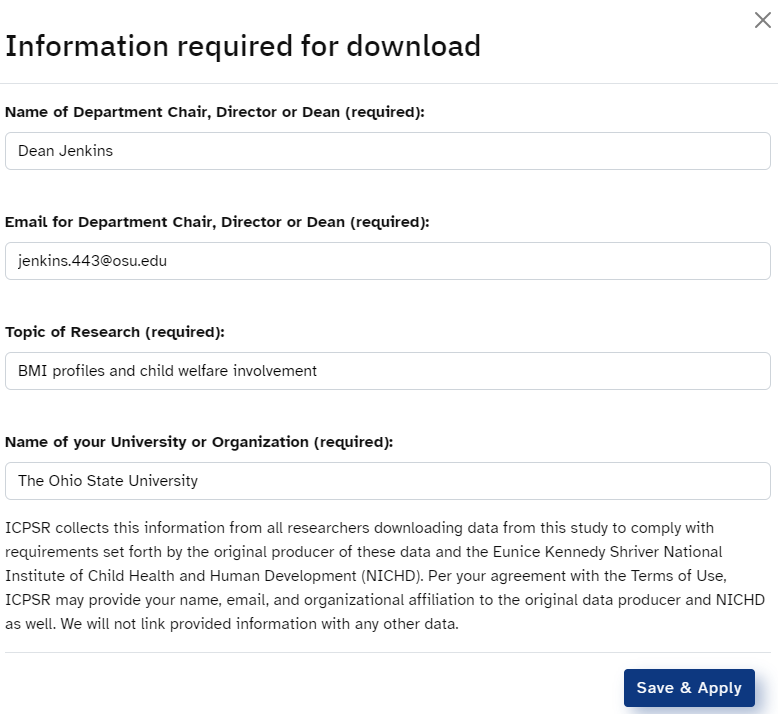 Information required for download
Name of Department Chair, Director or Dean (required):
Dean Jenkins
Email for Department Chair, Director or Dean (required):
jenkins.443@osu.edu
Topic of Research (required):
BMI profiles and child welfare involvement
Name of your University or Organization (required):
The Ohio State University
ICPSR collects this information from all researchers downloading data from this study to comply with
requirements set forth by the original producer of these data and the Eunice Kennedy Shriver National
Institute of Child Health and Human Development (NICHD). Per your agreement with the Terms of Use,
ICPSR may provide your name, email, and organizational affiliation to the original data producer and NICHD
as well. We will not link provided information with any other data.
Save & Apply